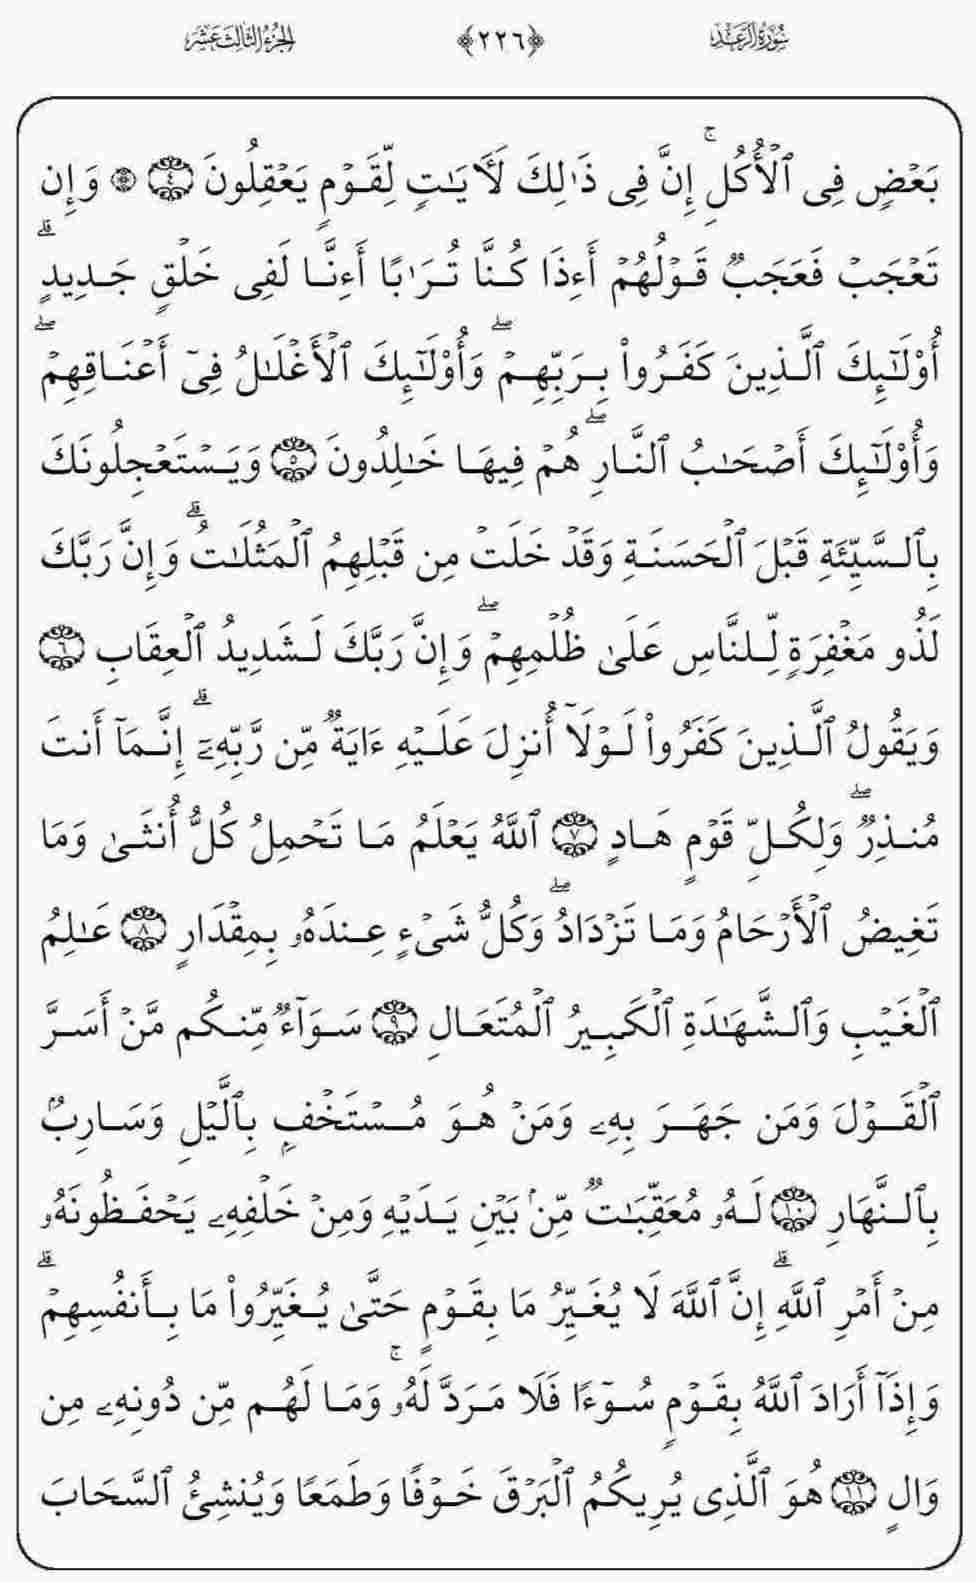 سُورَةُ الرَّعْدِ ﴿٢٢٦﴾ الجُزْءُ الثَّالِثَ عَشَرَ
بَعۡضٖ فِي ٱلۡأُكُلِۚ إِنَّ فِي ذَٰلِكَ لَأٓيَٰتٖ لِّقَوۡمٖ يَعۡقِلُونَ ٤ ۞ وَإِن
تَعۡجَبۡ فَعَجَبٞ قَوۡلُهُمۡ أَءِذَا كُنَّا تُرَٰبًا أَءِنَّا لَفِي خَلۡقٖ جَدِيدٍۗ
أُوْلَٰٓئِكَ ٱلَّذِينَ كَفَرُواْ بِرَبِّهِمۡۖ وَأُوْلَٰٓئِكَ ٱلۡأَغۡلَٰلُ فِيٓ أَعۡنَاقِهِمۡۖ
وَأُوْلَٰٓئِكَ أَصۡحَٰبُ ٱلنَّارِۖ هُمۡ فِيهَا خَٰلِدُونَ ٥ وَيَسۡتَعۡجِلُونَكَ
بِٱلسَّيِّئَةِ قَبۡلَ ٱلۡحَسَنَةِ وَقَدۡ خَلَتۡ مِن قَبۡلِهِمُ ٱلۡمَثُلَٰتُۗ وَإِنَّ رَبَّكَ
لَذُو مَغۡفِرَةٖ لِّلنَّاسِ عَلَىٰ ظُلۡمِهِمۡۖ وَإِنَّ رَبَّكَ لَشَدِيدُ ٱلۡعِقَابِ ٦
وَيَقُولُ ٱلَّذِينَ كَفَرُواْ لَوۡلَآ أُنزِلَ عَلَيۡهِ ءَايَةٞ مِّن رَّبِّهِۦٓۗ إِنَّمَآ أَنتَ
مُنذِرٞۖ وَلِكُلِّ قَوۡمٍ هَادٍ ٧ ٱللَّهُ يَعۡلَمُ مَا تَحۡمِلُ كُلُّ أُنثَىٰ وَمَا
تَغِيضُ ٱلۡأَرۡحَامُ وَمَا تَزۡدَادُۖ وَكُلُّ شَيۡءٍ عِندَهُۥ بِمِقۡدَارٍ ٨ عَٰلِمُ
ٱلۡغَيۡبِ وَٱلشَّهَٰدَةِ ٱلۡكَبِيرُ ٱلۡمُتَعَالِ ٩ سَوَآءٞ مِّنكُم مَّنۡ أَسَرَّ
ٱلۡقَوۡلَ وَمَن جَهَرَ بِهِۦ وَمَنۡ هُوَ مُسۡتَخۡفِۭ بِٱلَّيۡلِ وَسَارِبُۢ
بِٱلنَّهَارِ ١٠ لَهُۥ مُعَقِّبَٰتٞ مِّنۢ بَيۡنِ يَدَيۡهِ وَمِنۡ خَلۡفِهِۦ يَحۡفَظُونَهُۥ
مِنۡ أَمۡرِ ٱللَّهِۗ إِنَّ ٱللَّهَ لَا يُغَيِّرُ مَا بِقَوۡمٍ حَتَّىٰ يُغَيِّرُواْ مَا بِأَنفُسِهِمۡۗ
وَإِذَآ أَرَادَ ٱللَّهُ بِقَوۡمٖ سُوٓءٗا فَلَا مَرَدَّ لَهُۥۚ وَمَا لَهُم مِّن دُونِهِۦ مِن
وَالٍ ١١ هُوَ ٱلَّذِي يُرِيكُمُ ٱلۡبَرۡقَ خَوۡفٗا وَطَمَعٗا وَيُنشِئُ ٱلسَّحَابَ